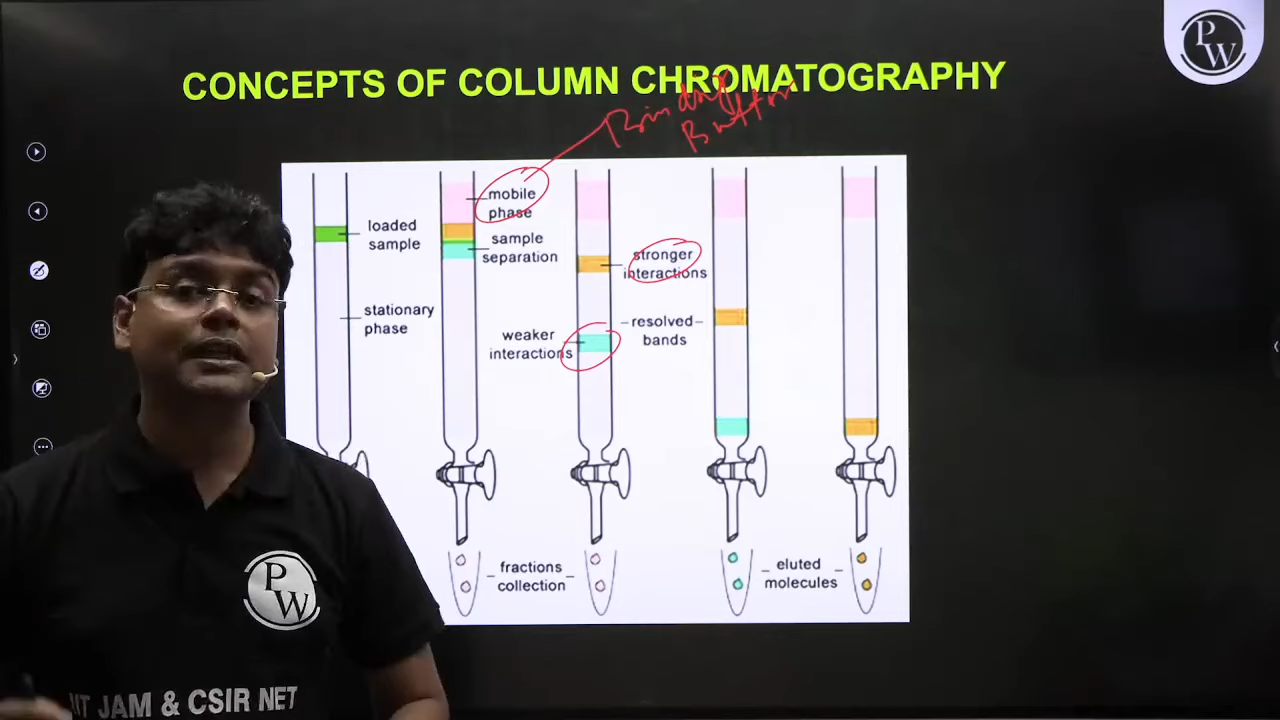 CONCEPTS OF COLUMN CHROMATOGRAPHY
Binding
Buffer
PW
loaded
sample
stationary
phase
mobile
phase
sample
separation
stronger
interactions
weaker
interactions
resolved
bands
fractions
collection
eluted
molecules
PW
IIT JAM & CSIR NET